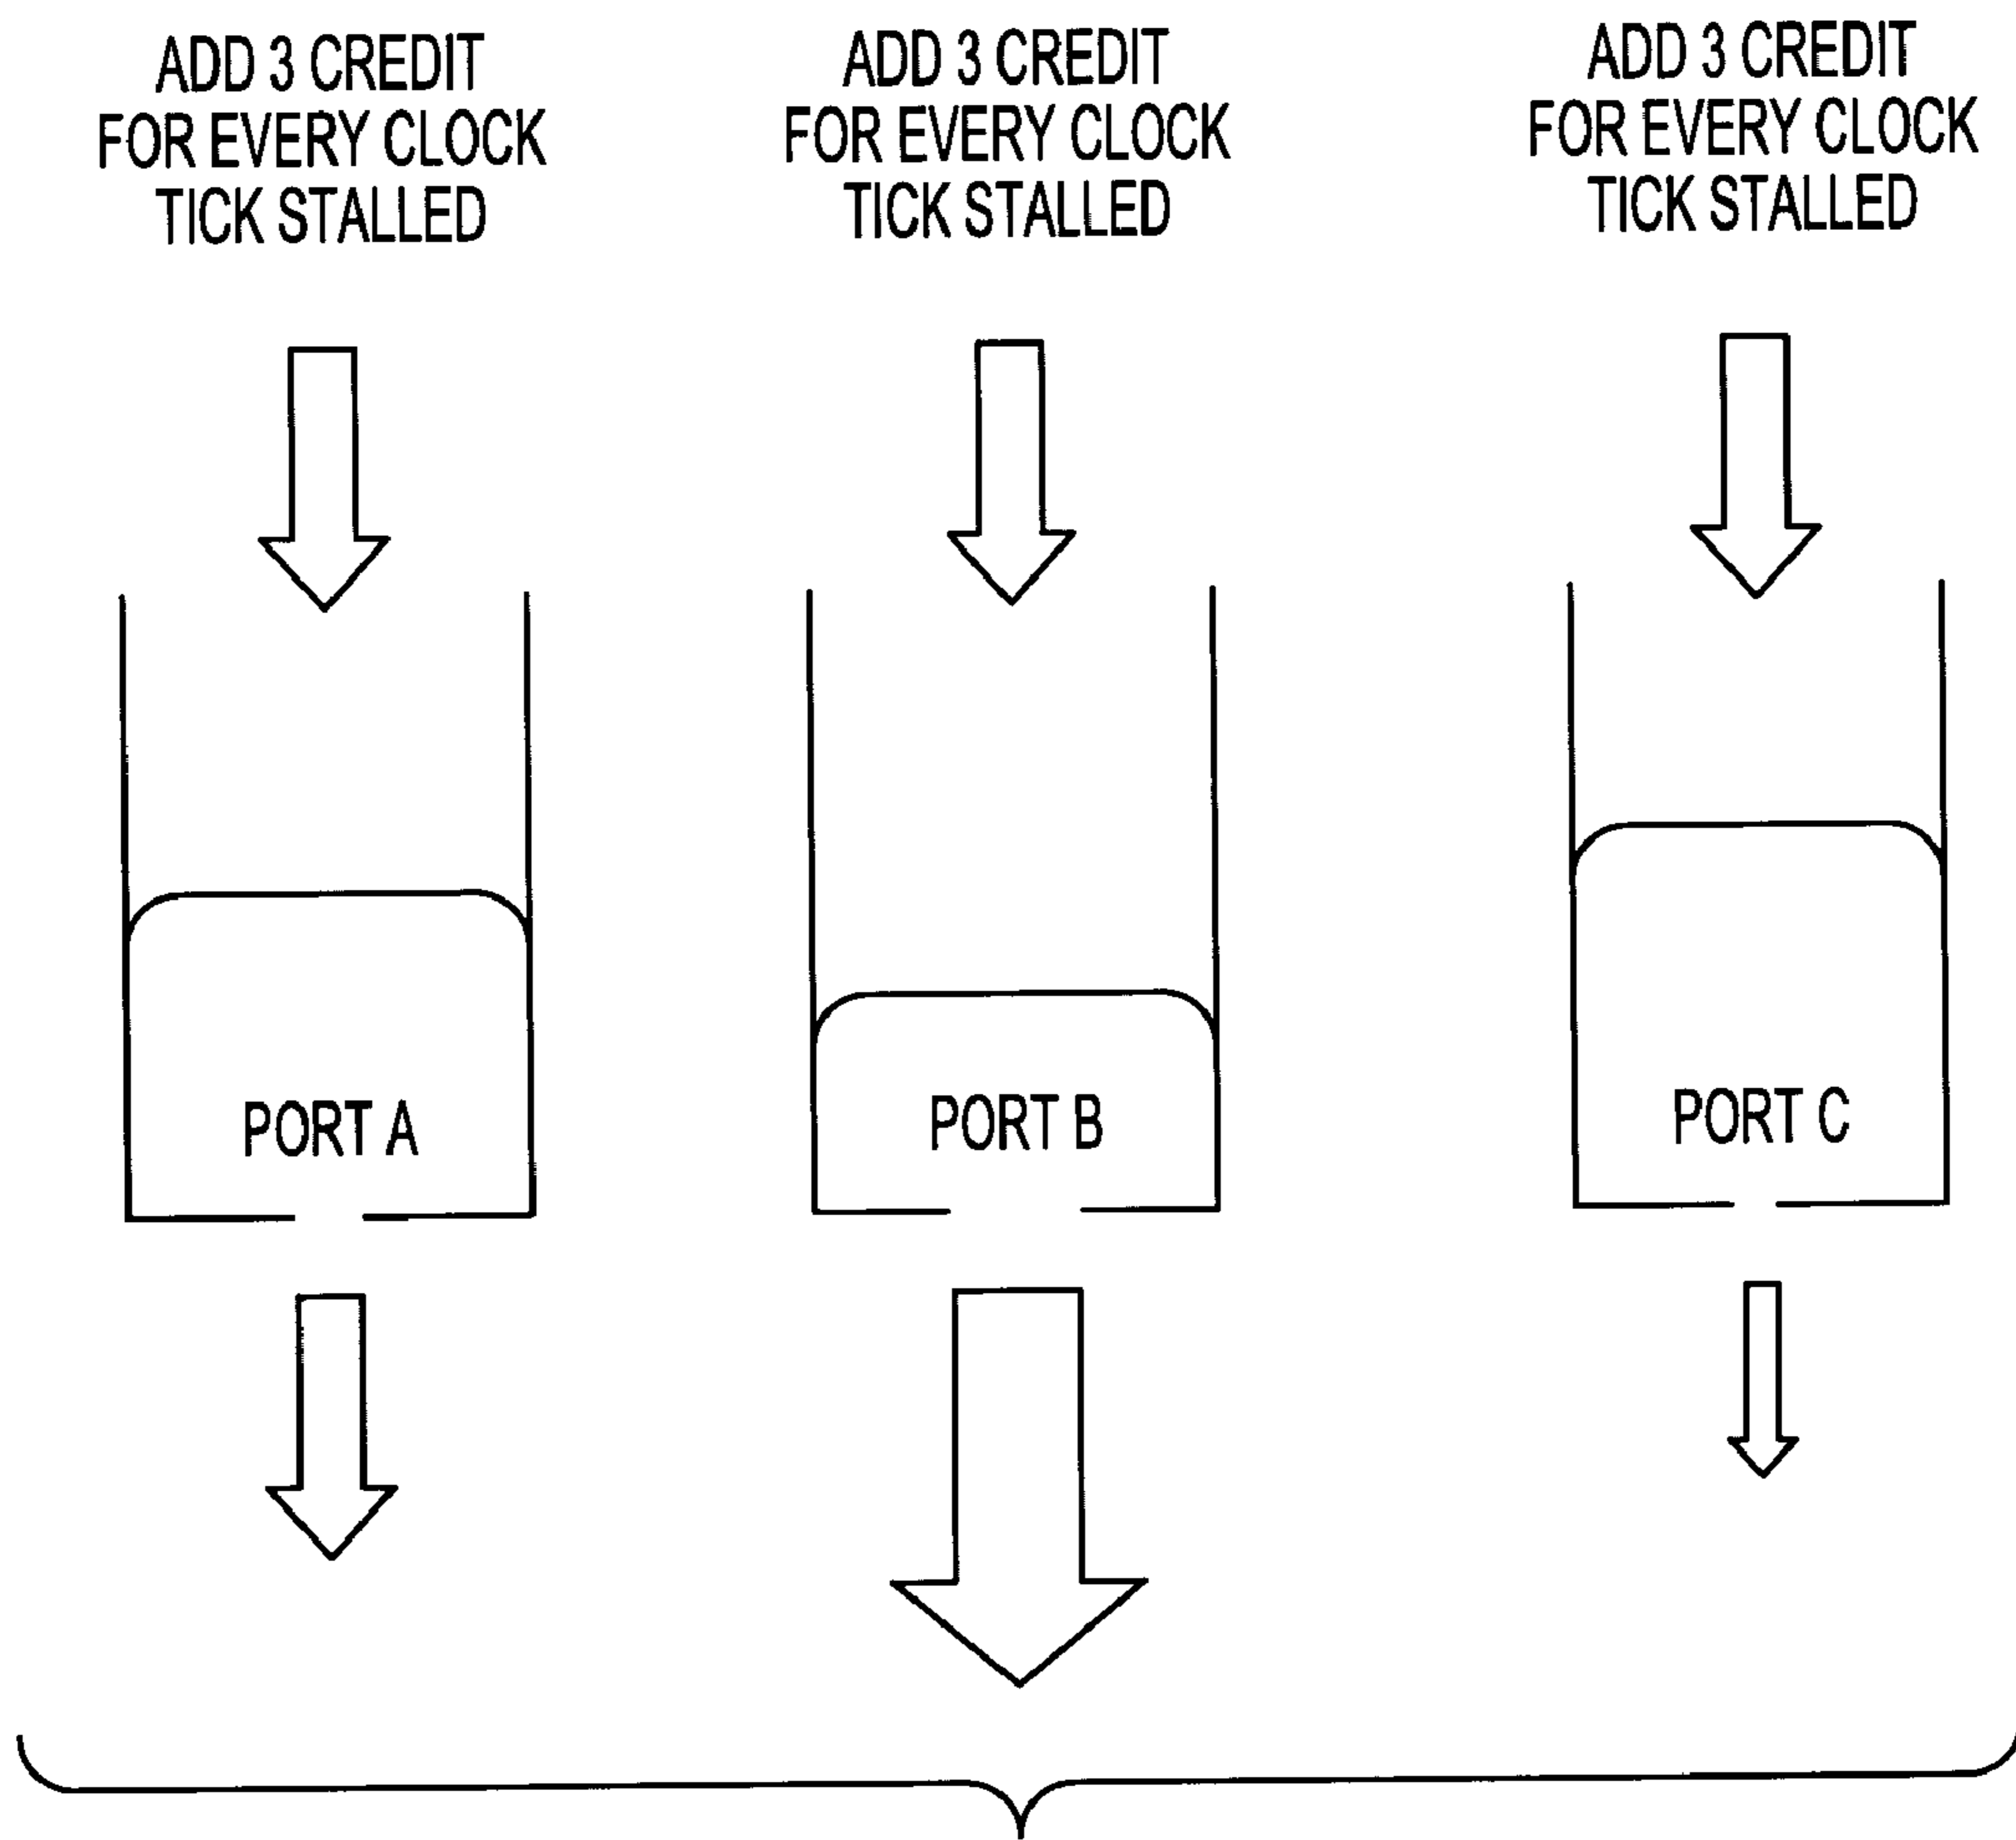 ADD 3 CREDIT
FOR EVERY CLOCK
TICK STALLED
ADD 3 CREDIT
FOR EVERY CLOCK
TICK STALLED
ADD 3 CREDIT
FOR EVERY CLOCK
TICK STALLED
PORT A
PORT B
PORT C